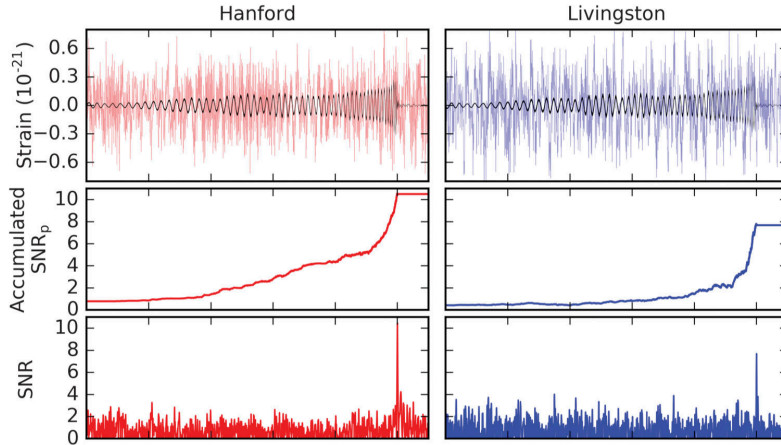 Hanford
Livingston
Strain (10⁻²¹)
0.6
0.3
0.0
−0.3
−0.6
Accumulated
SNRₚ
10
8
6
4
2
0
SNR
10
8
6
4
2
0